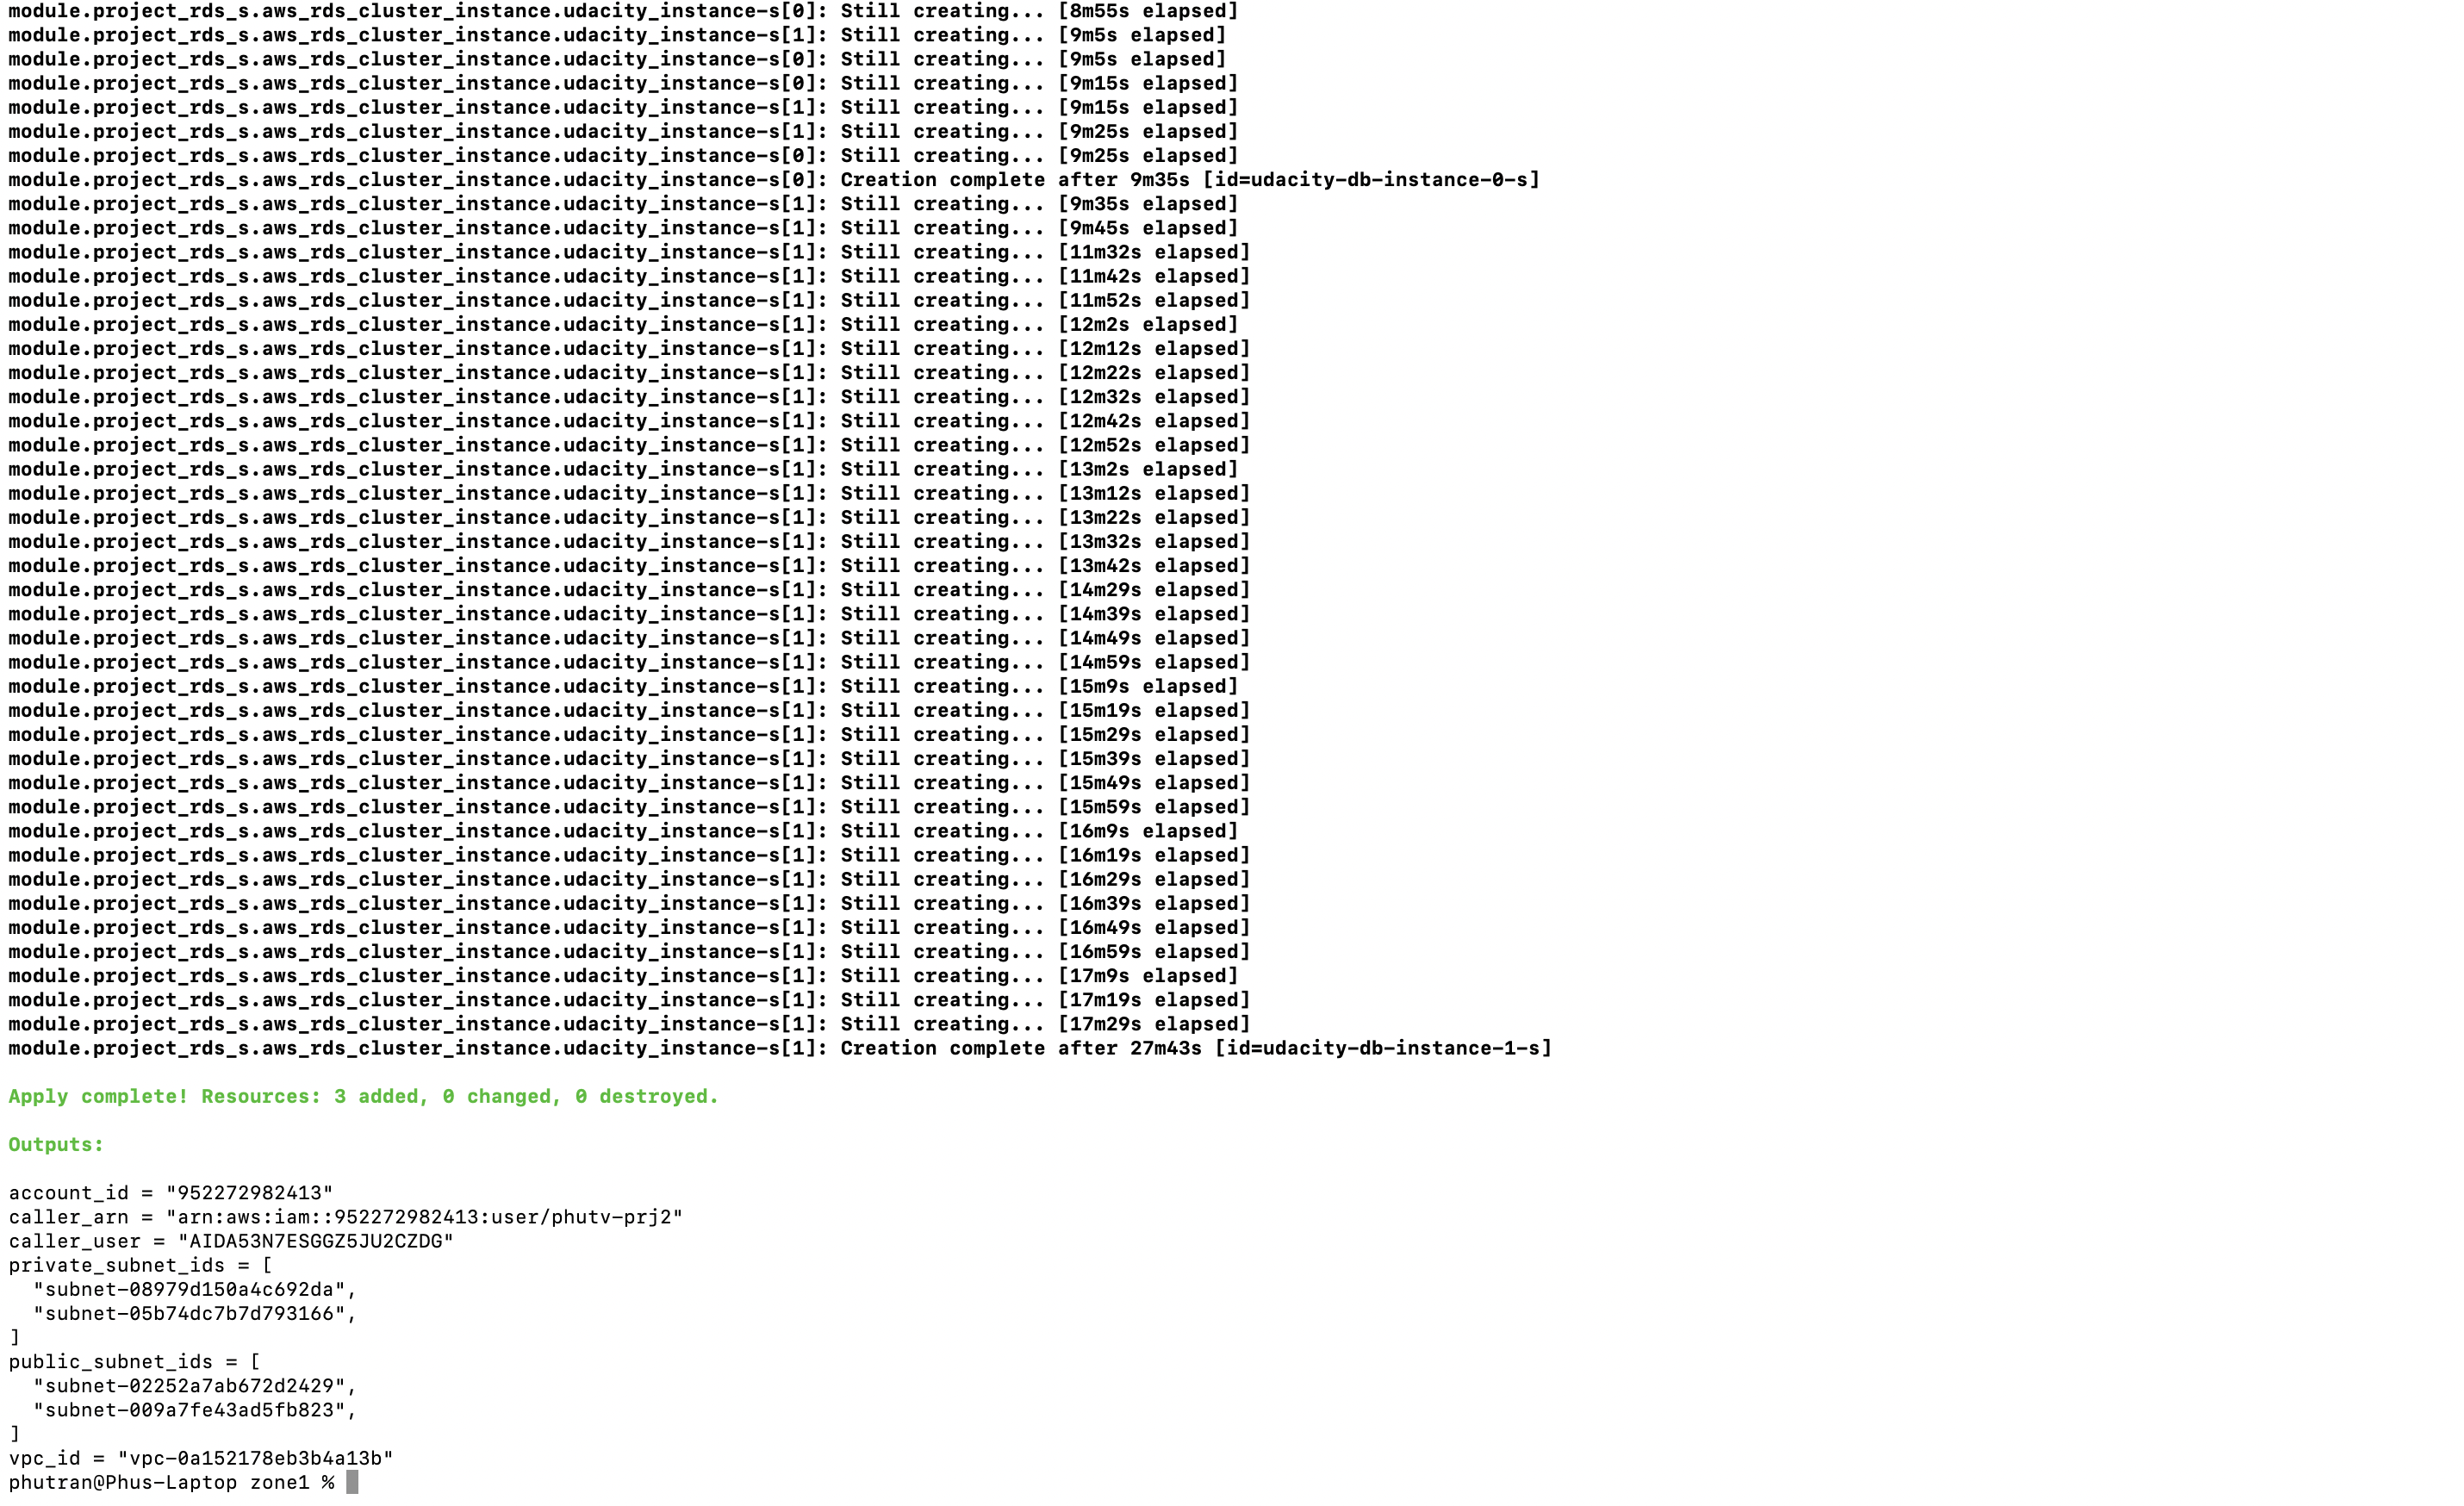 module.project_rds_s.aws_rds_cluster_instance.udacity_instance-s[0]: Still creating... [8m55s elapsed]
module.project_rds_s.aws_rds_cluster_instance.udacity_instance-s[1]: Still creating... [9m5s elapsed]
module.project_rds_s.aws_rds_cluster_instance.udacity_instance-s[0]: Still creating... [9m5s elapsed]
module.project_rds_s.aws_rds_cluster_instance.udacity_instance-s[0]: Still creating... [9m15s elapsed]
module.project_rds_s.aws_rds_cluster_instance.udacity_instance-s[1]: Still creating... [9m15s elapsed]
module.project_rds_s.aws_rds_cluster_instance.udacity_instance-s[1]: Still creating... [9m25s elapsed]
module.project_rds_s.aws_rds_cluster_instance.udacity_instance-s[0]: Still creating... [9m25s elapsed]
module.project_rds_s.aws_rds_cluster_instance.udacity_instance-s[0]: Creation complete after 9m35s [id=udacity-db-instance-0-s]
module.project_rds_s.aws_rds_cluster_instance.udacity_instance-s[1]: Still creating... [9m35s elapsed]
module.project_rds_s.aws_rds_cluster_instance.udacity_instance-s[1]: Still creating... [9m45s elapsed]
module.project_rds_s.aws_rds_cluster_instance.udacity_instance-s[1]: Still creating... [11m32s elapsed]
module.project_rds_s.aws_rds_cluster_instance.udacity_instance-s[1]: Still creating... [11m42s elapsed]
module.project_rds_s.aws_rds_cluster_instance.udacity_instance-s[1]: Still creating... [11m52s elapsed]
module.project_rds_s.aws_rds_cluster_instance.udacity_instance-s[1]: Still creating... [12m2s elapsed]
module.project_rds_s.aws_rds_cluster_instance.udacity_instance-s[1]: Still creating... [12m12s elapsed]
module.project_rds_s.aws_rds_cluster_instance.udacity_instance-s[1]: Still creating... [12m22s elapsed]
module.project_rds_s.aws_rds_cluster_instance.udacity_instance-s[1]: Still creating... [12m32s elapsed]
module.project_rds_s.aws_rds_cluster_instance.udacity_instance-s[1]: Still creating... [12m42s elapsed]
module.project_rds_s.aws_rds_cluster_instance.udacity_instance-s[1]: Still creating... [12m52s elapsed]
module.project_rds_s.aws_rds_cluster_instance.udacity_instance-s[1]: Still creating... [13m2s elapsed]
module.project_rds_s.aws_rds_cluster_instance.udacity_instance-s[1]: Still creating... [13m12s elapsed]
module.project_rds_s.aws_rds_cluster_instance.udacity_instance-s[1]: Still creating... [13m22s elapsed]
module.project_rds_s.aws_rds_cluster_instance.udacity_instance-s[1]: Still creating... [13m32s elapsed]
module.project_rds_s.aws_rds_cluster_instance.udacity_instance-s[1]: Still creating... [13m42s elapsed]
module.project_rds_s.aws_rds_cluster_instance.udacity_instance-s[1]: Still creating... [14m29s elapsed]
module.project_rds_s.aws_rds_cluster_instance.udacity_instance-s[1]: Still creating... [14m39s elapsed]
module.project_rds_s.aws_rds_cluster_instance.udacity_instance-s[1]: Still creating... [14m49s elapsed]
module.project_rds_s.aws_rds_cluster_instance.udacity_instance-s[1]: Still creating... [14m59s elapsed]
module.project_rds_s.aws_rds_cluster_instance.udacity_instance-s[1]: Still creating... [15m9s elapsed]
module.project_rds_s.aws_rds_cluster_instance.udacity_instance-s[1]: Still creating... [15m19s elapsed]
module.project_rds_s.aws_rds_cluster_instance.udacity_instance-s[1]: Still creating... [15m29s elapsed]
module.project_rds_s.aws_rds_cluster_instance.udacity_instance-s[1]: Still creating... [15m39s elapsed]
module.project_rds_s.aws_rds_cluster_instance.udacity_instance-s[1]: Still creating... [15m49s elapsed]
module.project_rds_s.aws_rds_cluster_instance.udacity_instance-s[1]: Still creating... [15m59s elapsed]
module.project_rds_s.aws_rds_cluster_instance.udacity_instance-s[1]: Still creating... [16m9s elapsed]
module.project_rds_s.aws_rds_cluster_instance.udacity_instance-s[1]: Still creating... [16m19s elapsed]
module.project_rds_s.aws_rds_cluster_instance.udacity_instance-s[1]: Still creating... [16m29s elapsed]
module.project_rds_s.aws_rds_cluster_instance.udacity_instance-s[1]: Still creating... [16m39s elapsed]
module.project_rds_s.aws_rds_cluster_instance.udacity_instance-s[1]: Still creating... [16m49s elapsed]
module.project_rds_s.aws_rds_cluster_instance.udacity_instance-s[1]: Still creating... [16m59s elapsed]
module.project_rds_s.aws_rds_cluster_instance.udacity_instance-s[1]: Still creating... [17m9s elapsed]
module.project_rds_s.aws_rds_cluster_instance.udacity_instance-s[1]: Still creating... [17m19s elapsed]
module.project_rds_s.aws_rds_cluster_instance.udacity_instance-s[1]: Still creating... [17m29s elapsed]
module.project_rds_s.aws_rds_cluster_instance.udacity_instance-s[1]: Creation complete after 27m43s [id=udacity-db-instance-1-s]
Apply complete! Resources: 3 added, 0 changed, 0 destroyed.
Outputs:
account_id = "952272982413"
caller_arn = "arn:aws:iam::952272982413:user/phutv-prj2"
caller_user = "AIDA53N7ESGGZ5JU2CZDG"
private_subnet_ids = [
  "subnet-08979d150a4c692da",
  "subnet-05b74dc7b7d793166",
]
public_subnet_ids = [
  "subnet-02252a7ab672d2429",
  "subnet-009a7fe43ad5fb823",
]
vpc_id = "vpc-0a152178eb3b4a13b"
phutran@Phus-Laptop zone1 %